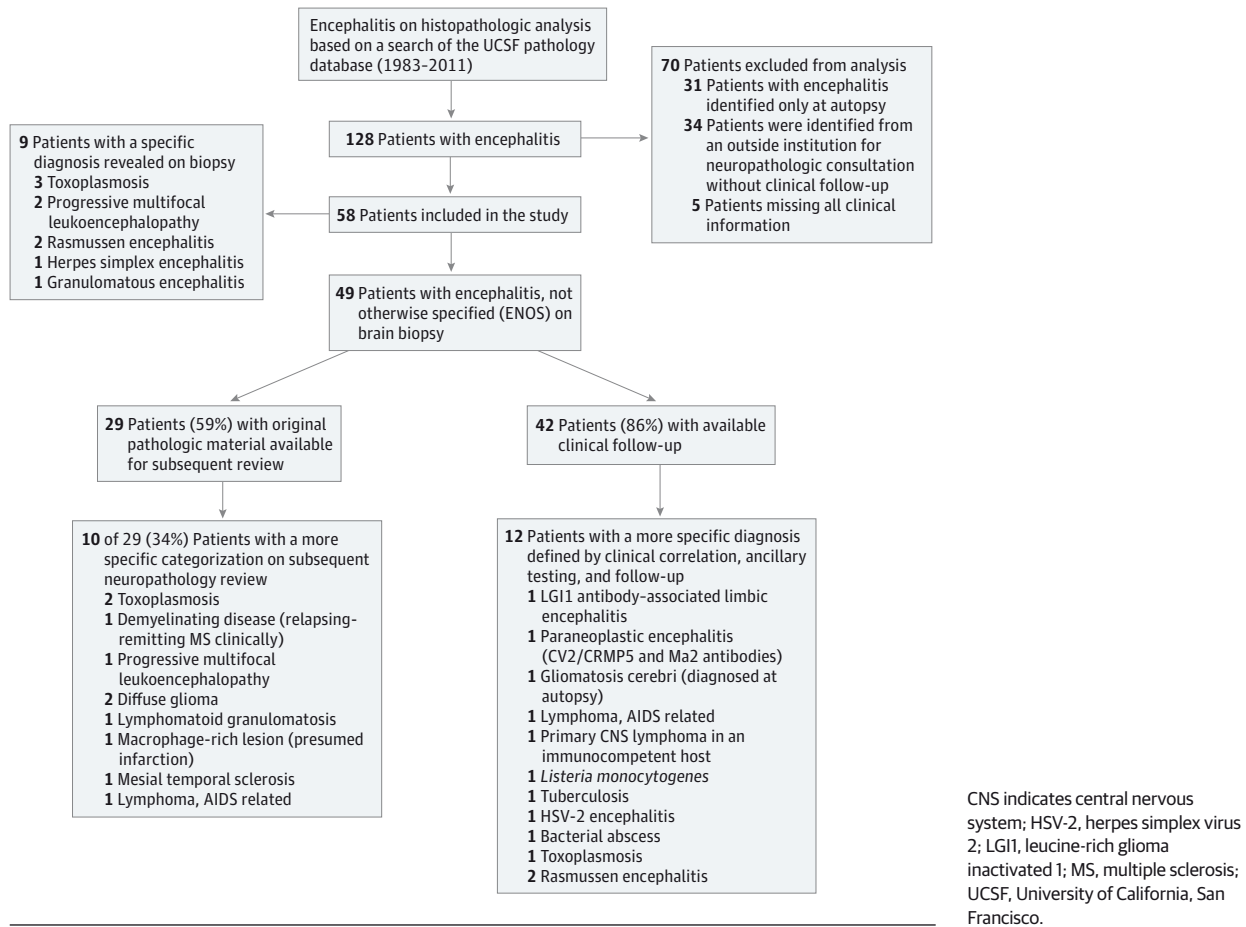 Encephalitis on histopathologic analysis
based on a search of the UCSF pathology
database (1983-2011)
70 Patients excluded from analysis
31 Patients with encephalitis
identified only at autopsy
34 Patients were identified from
an outside institution for
neuropathologic consultation
without clinical follow-up
5 Patients missing all clinical
information
128 Patients with encephalitis
9 Patients with a specific
diagnosis revealed on biopsy
3 Toxoplasmosis
2 Progressive multifocal
leukoencephalopathy
2 Rasmussen encephalitis
1 Herpes simplex encephalitis
1 Granulomatous encephalitis
58 Patients included in the study
49 Patients with encephalitis, not
otherwise specified (ENOS) on
brain biopsy
29 Patients (59%) with original
pathologic material available
for subsequent review
42 Patients (86%) with available
clinical follow-up
10 of 29 (34%) Patients with a more
specific categorization on subsequent
neuropathology review
2 Toxoplasmosis
1 Demyelinating disease (relapsing-
remitting MS clinically)
1 Progressive multifocal
leukoencephalopathy
2 Diffuse glioma
1 Lymphomatoid granulomatosis
1 Macrophage-rich lesion (presumed
infarction)
1 Mesial temporal sclerosis
1 Lymphoma, AIDS related
12 Patients with a more specific diagnosis
defined by clinical correlation, ancillary
testing, and follow-up
1 LGI1 antibody-associated limbic
encephalitis
1 Paraneoplastic encephalitis
(CV2/CRMP5 and Ma2 antibodies)
1 Gliomatosis cerebri (diagnosed at
autopsy)
1 Lymphoma, AIDS related
1 Primary CNS lymphoma in an
immunocompetent host
1 Listeria monocytogenes
1 Tuberculosis
1 HSV-2 encephalitis
1 Bacterial abscess
1 Toxoplasmosis
2 Rasmussen encephalitis
CNS indicates central nervous
system; HSV-2, herpes simplex virus
2; LGI1, leucine-rich glioma
inactivated 1; MS, multiple sclerosis;
UCSF, University of California, San
Francisco.